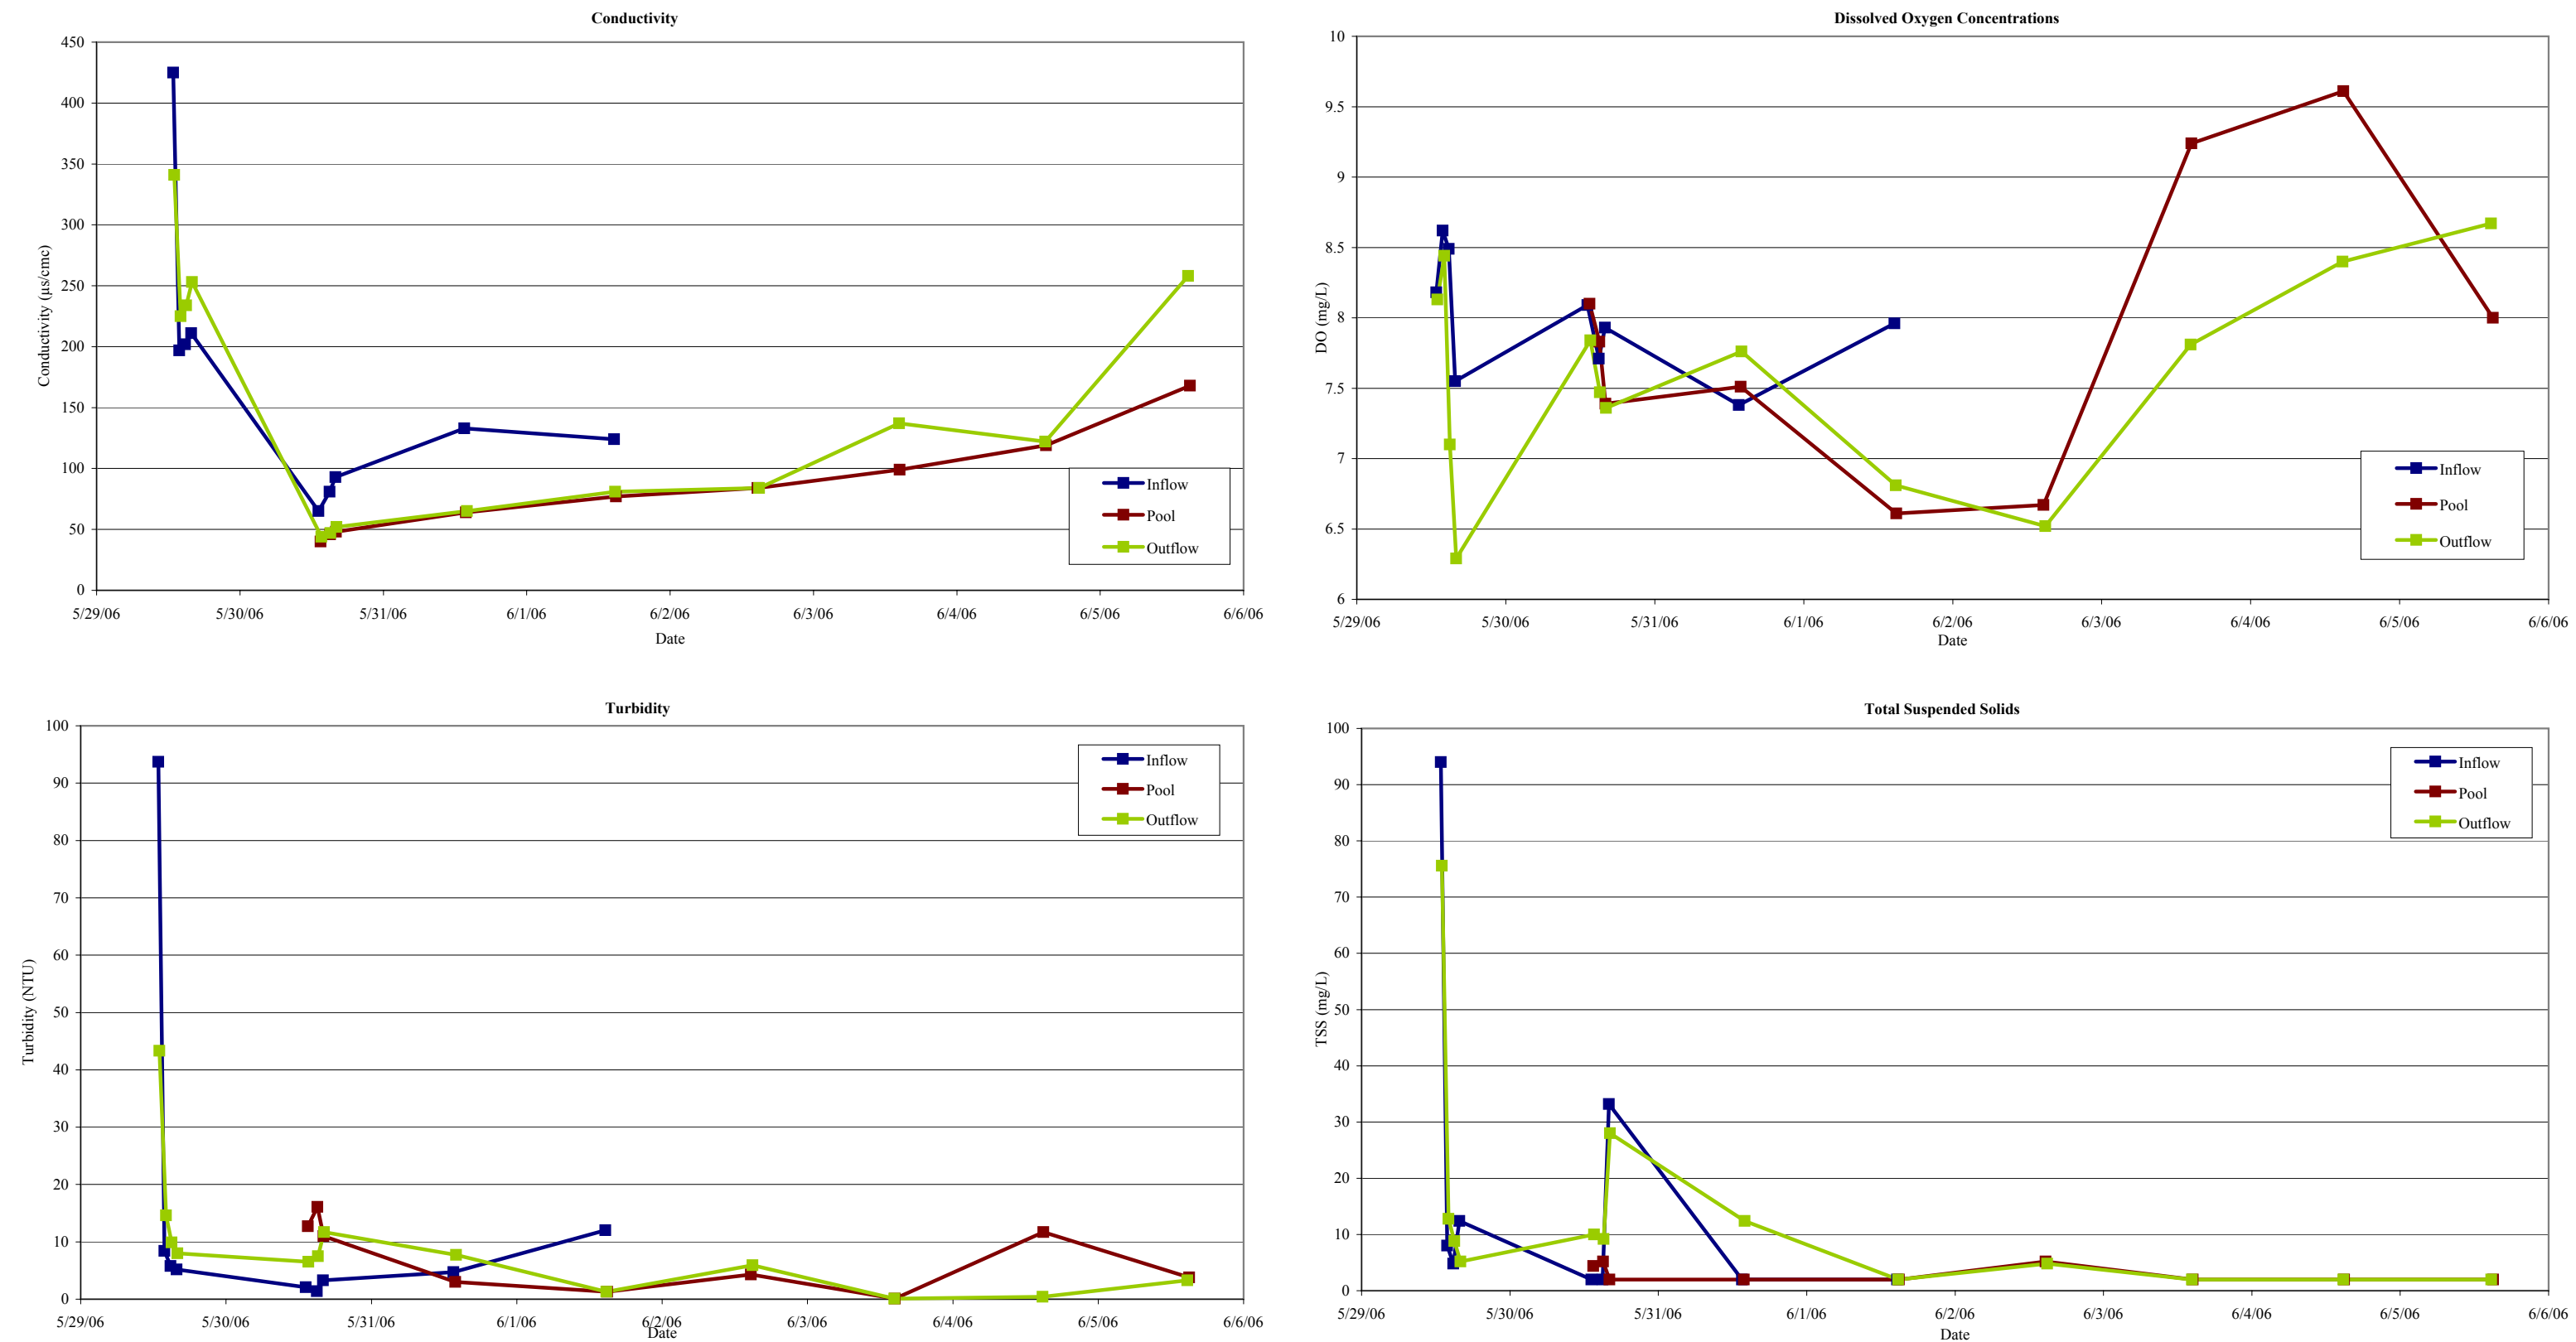 Conductivity
450
400
350
300
250
200
150
100
50
0
Conductivity (µs/cmc)
5/29/06 5/30/06 5/31/06 6/1/06 6/2/06 6/3/06 6/4/06 6/5/06 6/6/06
Date
Inflow
Pool
Outflow
Dissolved Oxygen Concentrations
10
9.5
9
8.5
8
7.5
7
6.5
6
DO (mg/L)
5/29/06 5/30/06 5/31/06 6/1/06 6/2/06 6/3/06 6/4/06 6/5/06 6/6/06
Date
Inflow
Pool
Outflow
Turbidity
100
90
80
70
60
50
40
30
20
10
0
Turbidity (NTU)
5/29/06 5/30/06 5/31/06 6/1/06 6/2/06 6/3/06 6/4/06 6/5/06 6/6/06
Date
Inflow
Pool
Outflow
Total Suspended Solids
100
90
80
70
60
50
40
30
20
10
0
TSS (mg/L)
5/29/06 5/30/06 5/31/06 6/1/06 6/2/06 6/3/06 6/4/06 6/5/06 6/6/06
Date
Inflow
Pool
Outflow